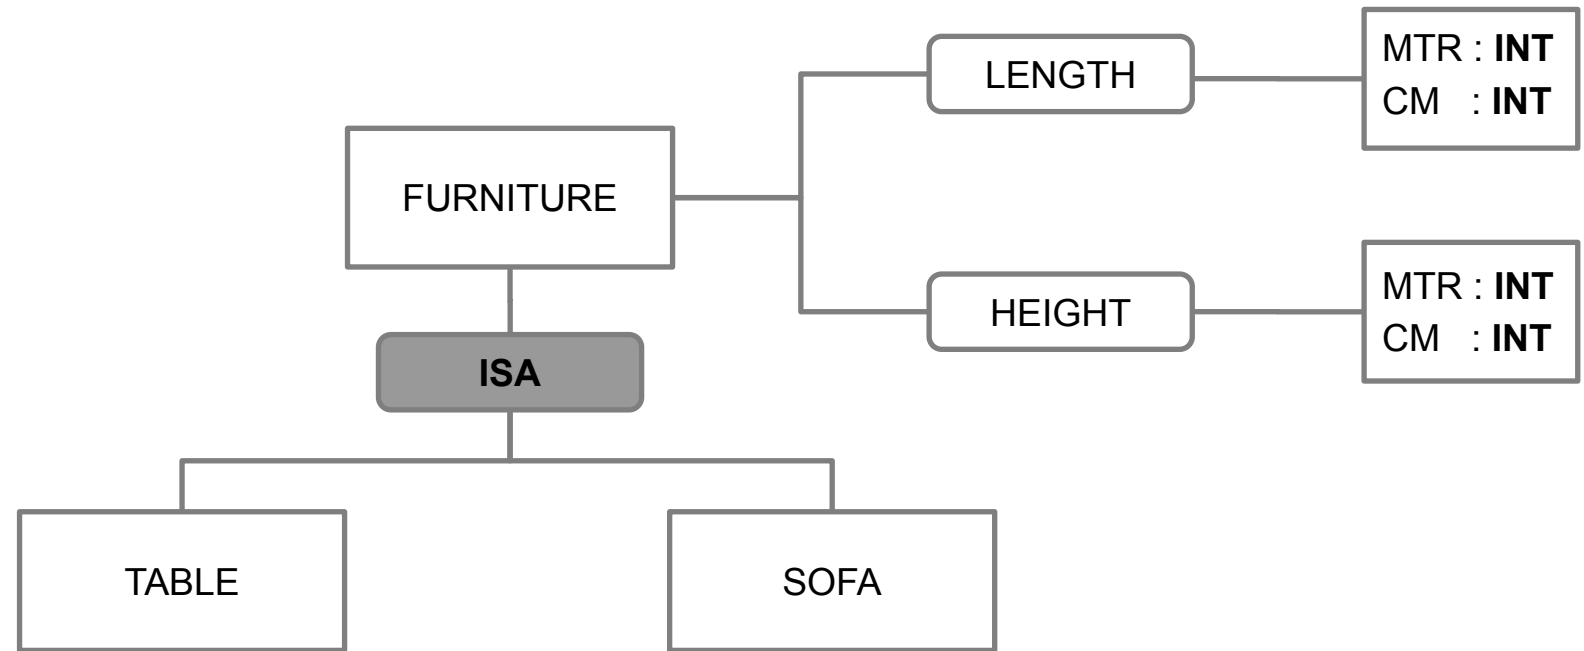 LENGTH
MTR : INT
CM : INT
FURNITURE
HEIGHT
MTR : INT
CM : INT
ISA
TABLE
SOFA